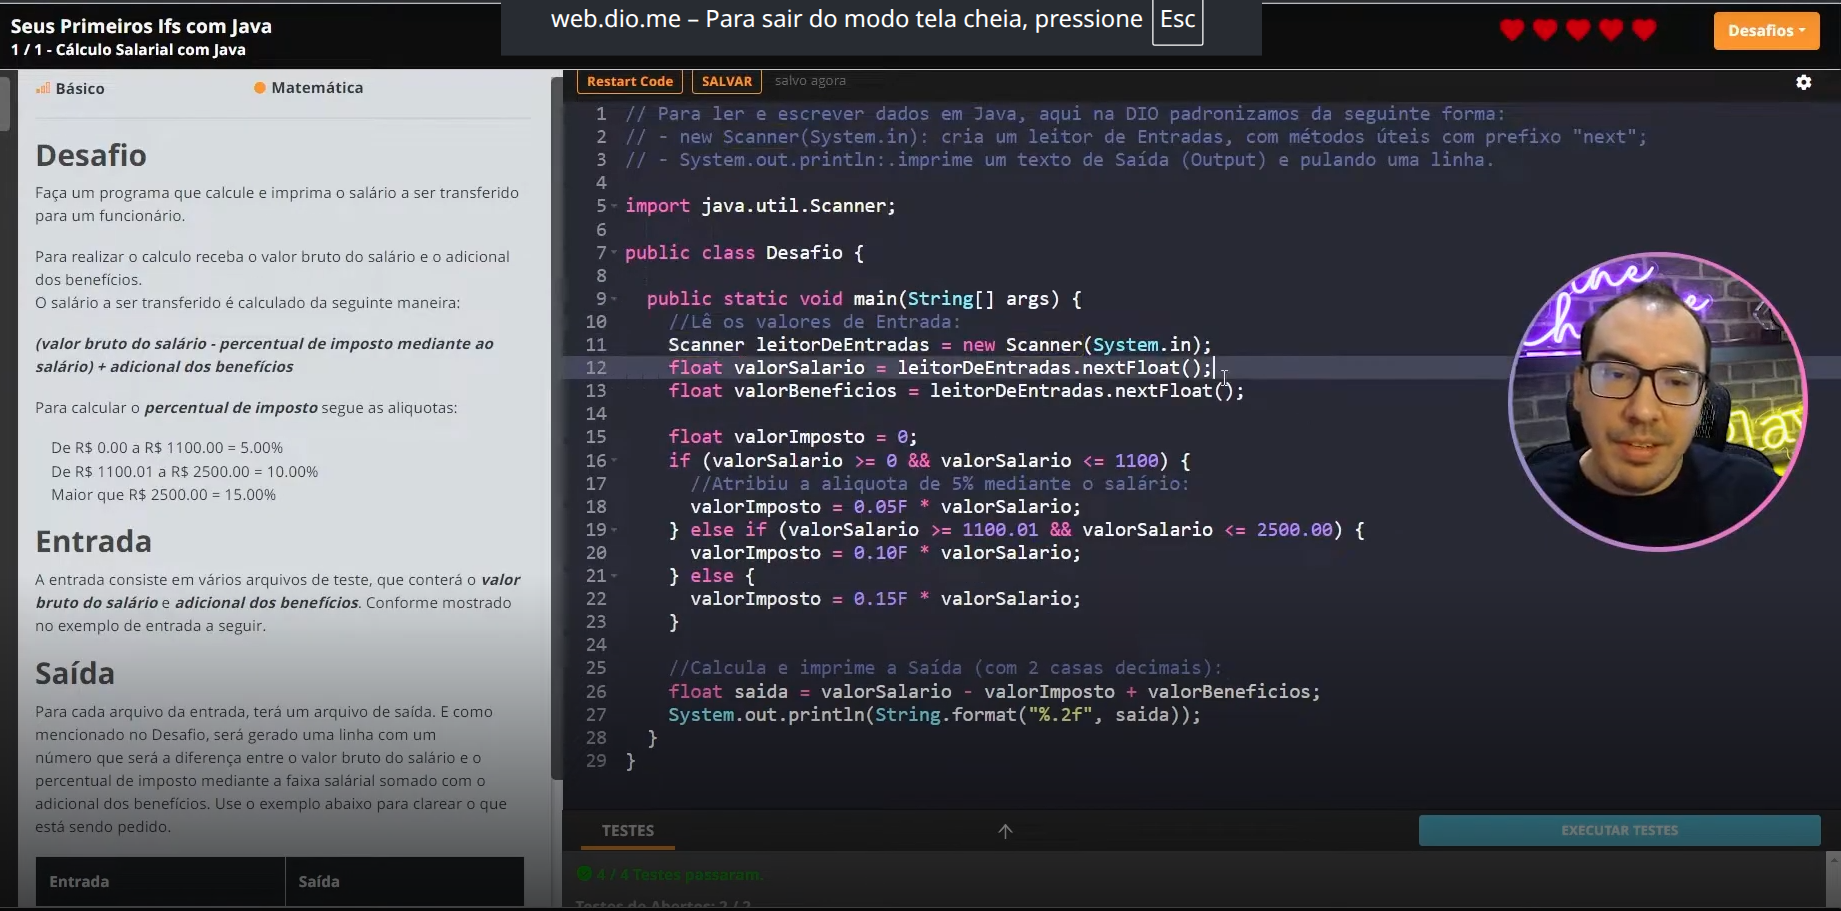 Seus Primeiros Ifs com Java
1 / 1 - Cálculo Salarial com Java
web.dio.me – Para sair do modo tela cheia, pressione Esc
Desafios
Básico
Matemática
Desafio
Faça um programa que calcule e imprima o salário a ser transferido
para um funcionário.
Para realizar o calculo receba o valor bruto do salário e o adicional
dos benefícios.
O salário a ser transferido é calculado da seguinte maneira:
(valor bruto do salário - percentual de imposto mediante ao
salário) + adicional dos benefícios
Para calcular o percentual de imposto segue as aliquotas:
De R$ 0.00 a R$ 1100.00 = 5.00%
De R$ 1100.01 a R$ 2500.00 = 10.00%
Maior que R$ 2500.00 = 15.00%
Entrada
A entrada consiste em vários arquivos de teste, que conterá o valor
bruto do salário e adicional dos benefícios. Conforme mostrado
no exemplo de entrada a seguir.
Saída
Para cada arquivo da entrada, terá um arquivo de saída. E como
mencionado no Desafio, será gerado uma linha com um
número que será a diferença entre o valor bruto do salário e o
percentual de imposto mediante a faixa salárial somado com o
adicional dos benefícios. Use o exemplo abaixo para clarear o que
está sendo pedido.
Entrada
Saída
Restart Code
SALVAR
salvo agora
1 // Para ler e escrever dados em Java, aqui na DIO padronizamos da seguinte forma:
2 // - new Scanner(System.in): cria um leitor de Entradas, com métodos úteis com prefixo "next";
3 // - System.out.println:.imprime um texto de Saída (Output) e pulando uma linha.
4
5 import java.util.Scanner;
6
7 public class Desafio {
8
9 public static void main(String[] args) {
10 //Lê os valores de Entrada:
11 Scanner leitorDeEntradas = new Scanner(System.in);
12 float valorSalario = leitorDeEntradas.nextFloat();
13 float valorBeneficios = leitorDeEntradas.nextFloat();
14
15 float valorImposto = 0;
16 if (valorSalario >= 0 && valorSalario <= 1100) {
17 //Atribiu a aliquota de 5% mediante o salário:
18 valorImposto = 0.05F * valorSalario;
19 } else if (valorSalario >= 1100.01 && valorSalario <= 2500.00) {
20 valorImposto = 0.10F * valorSalario;
21 } else {
22 valorImposto = 0.15F * valorSalario;
23 }
24
25 //Calcula e imprime a Saída (com 2 casas decimais):
26 float saida = valorSalario - valorImposto + valorBeneficios;
27 System.out.println(String.format("%.2f", saida));
28 }
29 }
TESTES
EXECUTAR TESTES
4 / 4 Testes passaram.